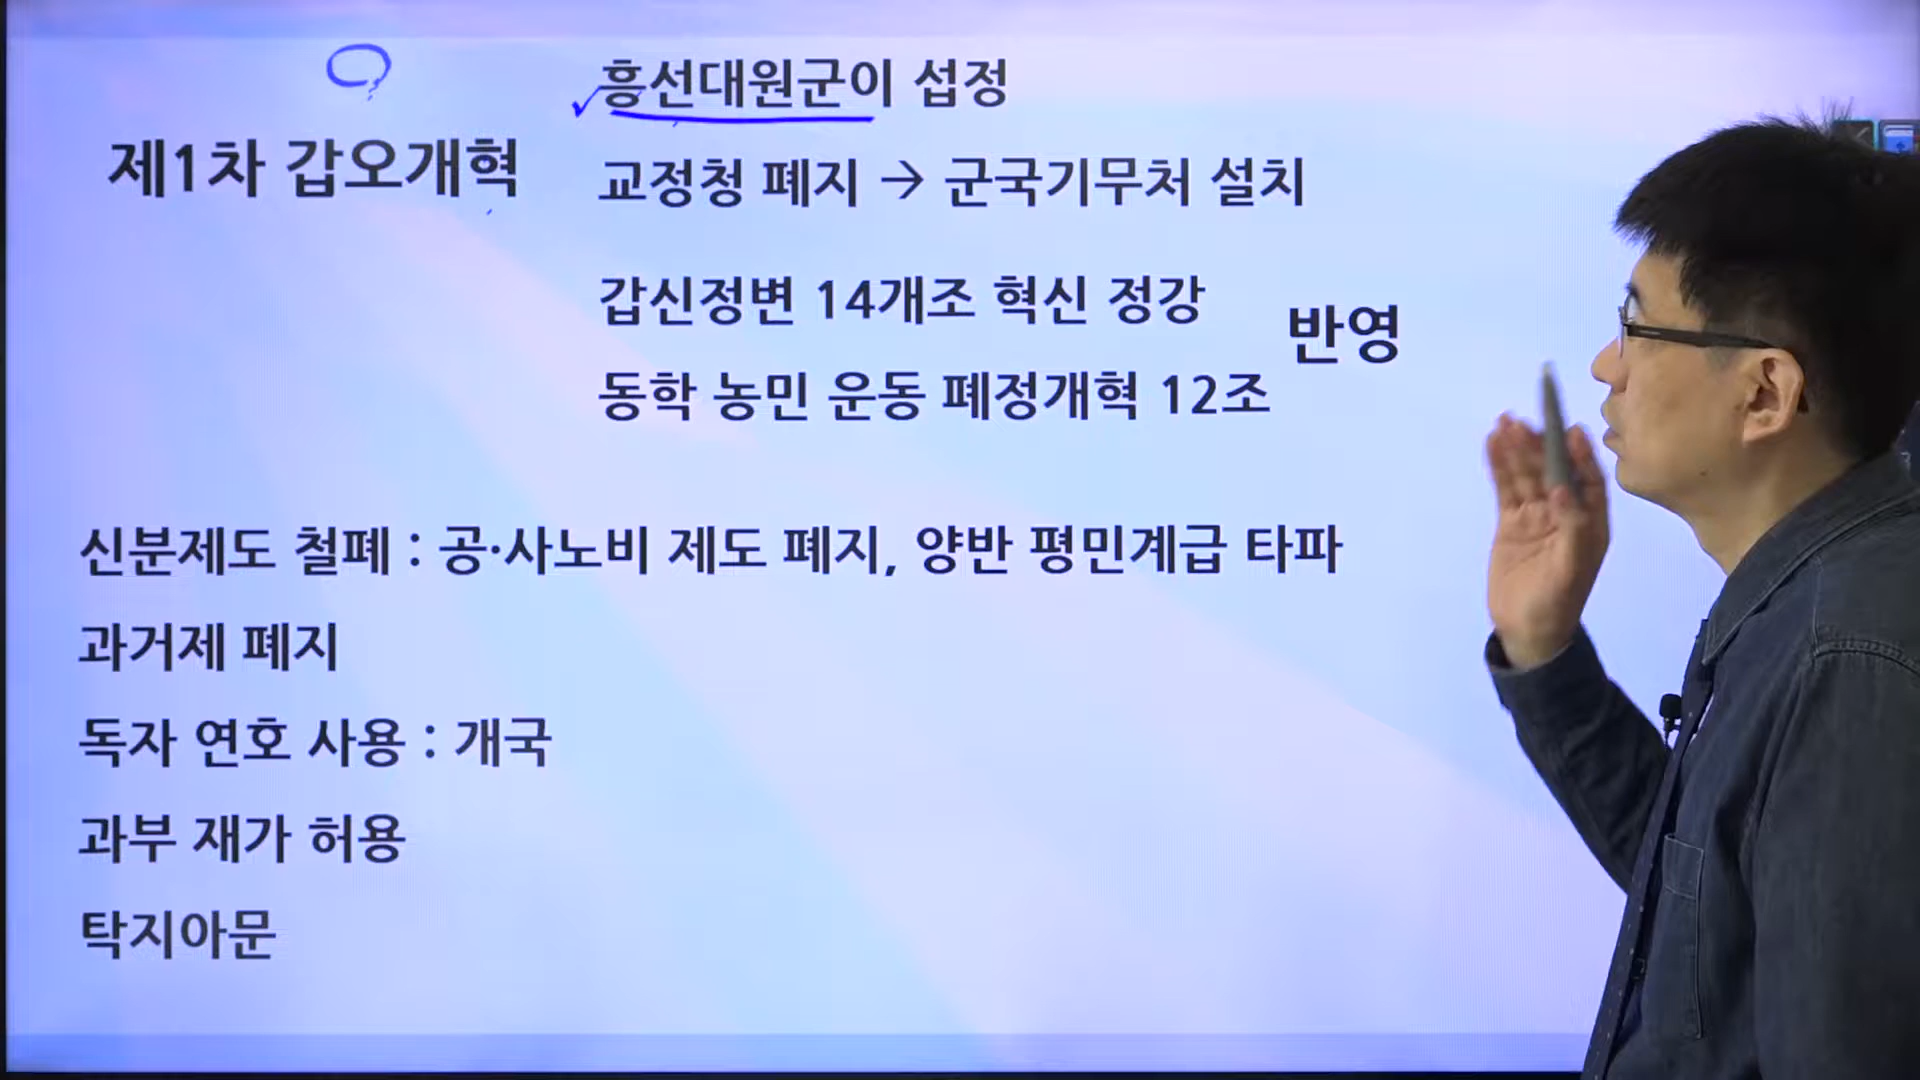 흥선대원군이 섭정
제1차 갑오개혁
교정청 폐지 → 군국기무처 설치
갑신정변 14개조 혁신 정강
반영
동학 농민 운동 폐정개혁 12조
신분제도 철폐 : 공·사노비 제도 폐지, 양반 평민계급 타파
과거제 폐지
독자 연호 사용 : 개국
과부 재가 허용
탁지아문